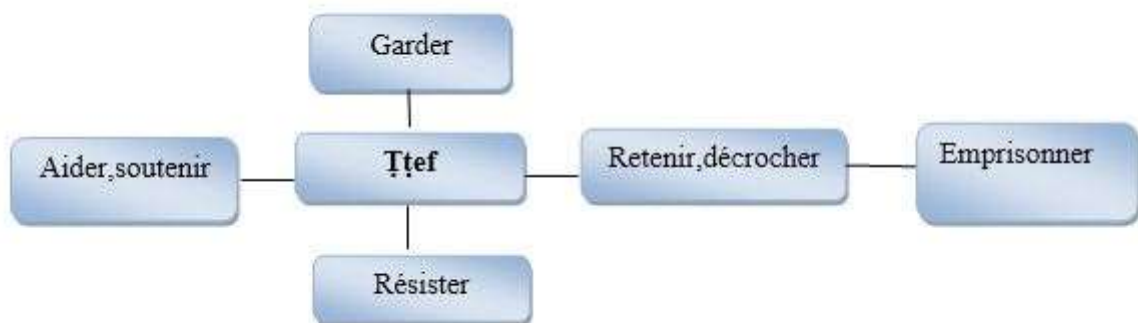 Garder
Aider,soutenir
Ṭṭef
Retenir,décrocher
Emprisonner
Résister